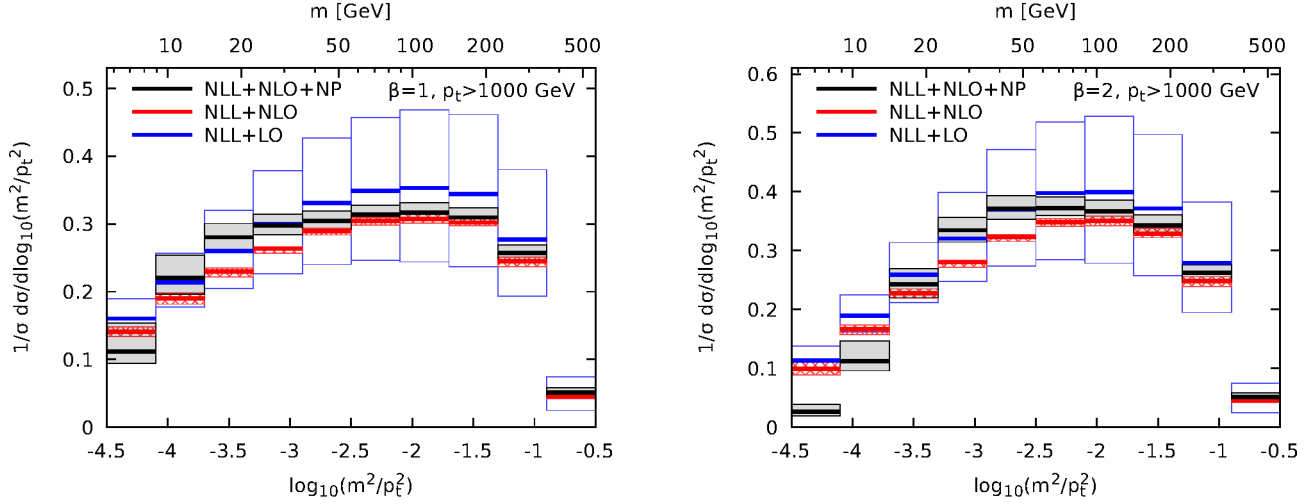 m [GeV]
10 20 50 100 200 500
0.5
0.4
0.3
0.2
0.1
0
1/σ dσ/dlog₁₀(m²/pₜ²)
NLL+NLO+NP
NLL+NLO
NLL+LO
β=1, pₜ>1000 GeV
-4.5 -4 -3.5 -3 -2.5 -2 -1.5 -1 -0.5
log₁₀(m²/pₜ²)
m [GeV]
10 20 50 100 200 500
0.6
0.5
0.4
0.3
0.2
0.1
0
1/σ dσ/dlog₁₀(m²/pₜ²)
NLL+NLO+NP
NLL+NLO
NLL+LO
β=2, pₜ>1000 GeV
-4.5 -4 -3.5 -3 -2.5 -2 -1.5 -1 -0.5
log₁₀(m²/pₜ²)